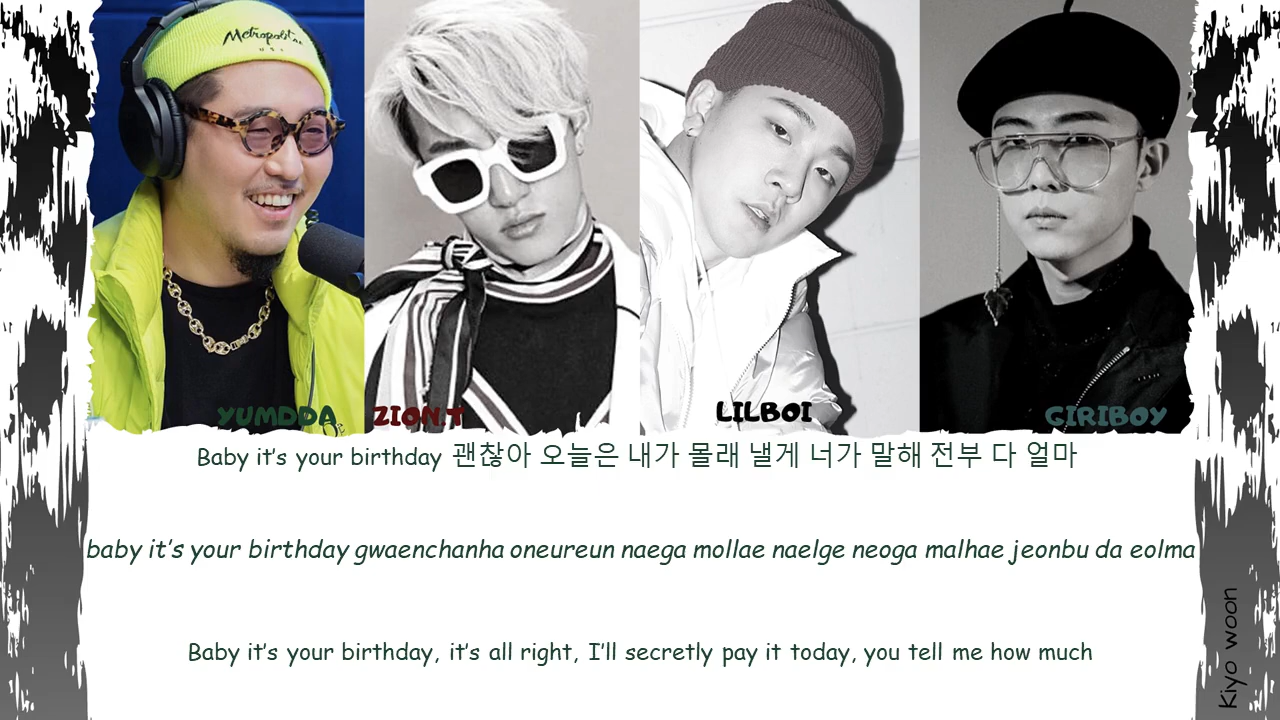 Metropolitan
YUMDDA
ZION.T
LILBOI
GIRIBOY
Baby it's your birthday 괜찮아 오늘은 내가 몰래 낼게 너가 말해 전부 다 얼마
baby it's your birthday gwaenchanha oneureun naega mollae naelge neoga malhae jeonbu da eolma
Baby it's your birthday, it's all right, I'll secretly pay it today, you tell me how much
Kiyo woon